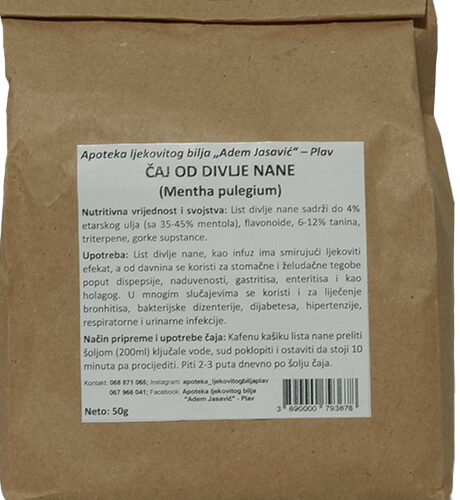 Apoteka ljekovitog bilja „Adem Jasavić“ – Plav
ČAJ OD DIVLJE NANE
(Mentha pulegium)
Nutritivna vrijednost i svojstva: List divlje nane sadrži do 4%
etarskog ulja (sa 35-45% mentola), flavonoide, 6-12% tanina,
triterpene, gorke supstance.
Upotreba: List divlje nane, kao infuz ima smirujući ljekoviti
efekat, a od davnina se koristi za stomačne i želudačne tegobe
poput dispepsije, naduvenosti, gastritisa, enteritisa i kao
holagog. U mnogim slučajevima se koristi i za liječenje
bronhitisa, bakterijske dizenterije, dijabetesa, hipertenzije,
respiratorne i urinarne infekcije.
Način pripreme i upotrebe čaja: Kafenu kašiku lista nane preliti
šoljom (200ml) ključale vode, sud poklopiti i ostaviti da stoji 10
minuta pa procijediti. Piti 2-3 puta dnevno po šolju čaja.
Kontakt: 068 871 065; Instagram: apoteka_ljekovitogbiljaplav
067 966 041; Facebook: Apoteka ljekovitog bilja
"Adem Jasavić" - Plav
Neto: 50g
3 890000 793678